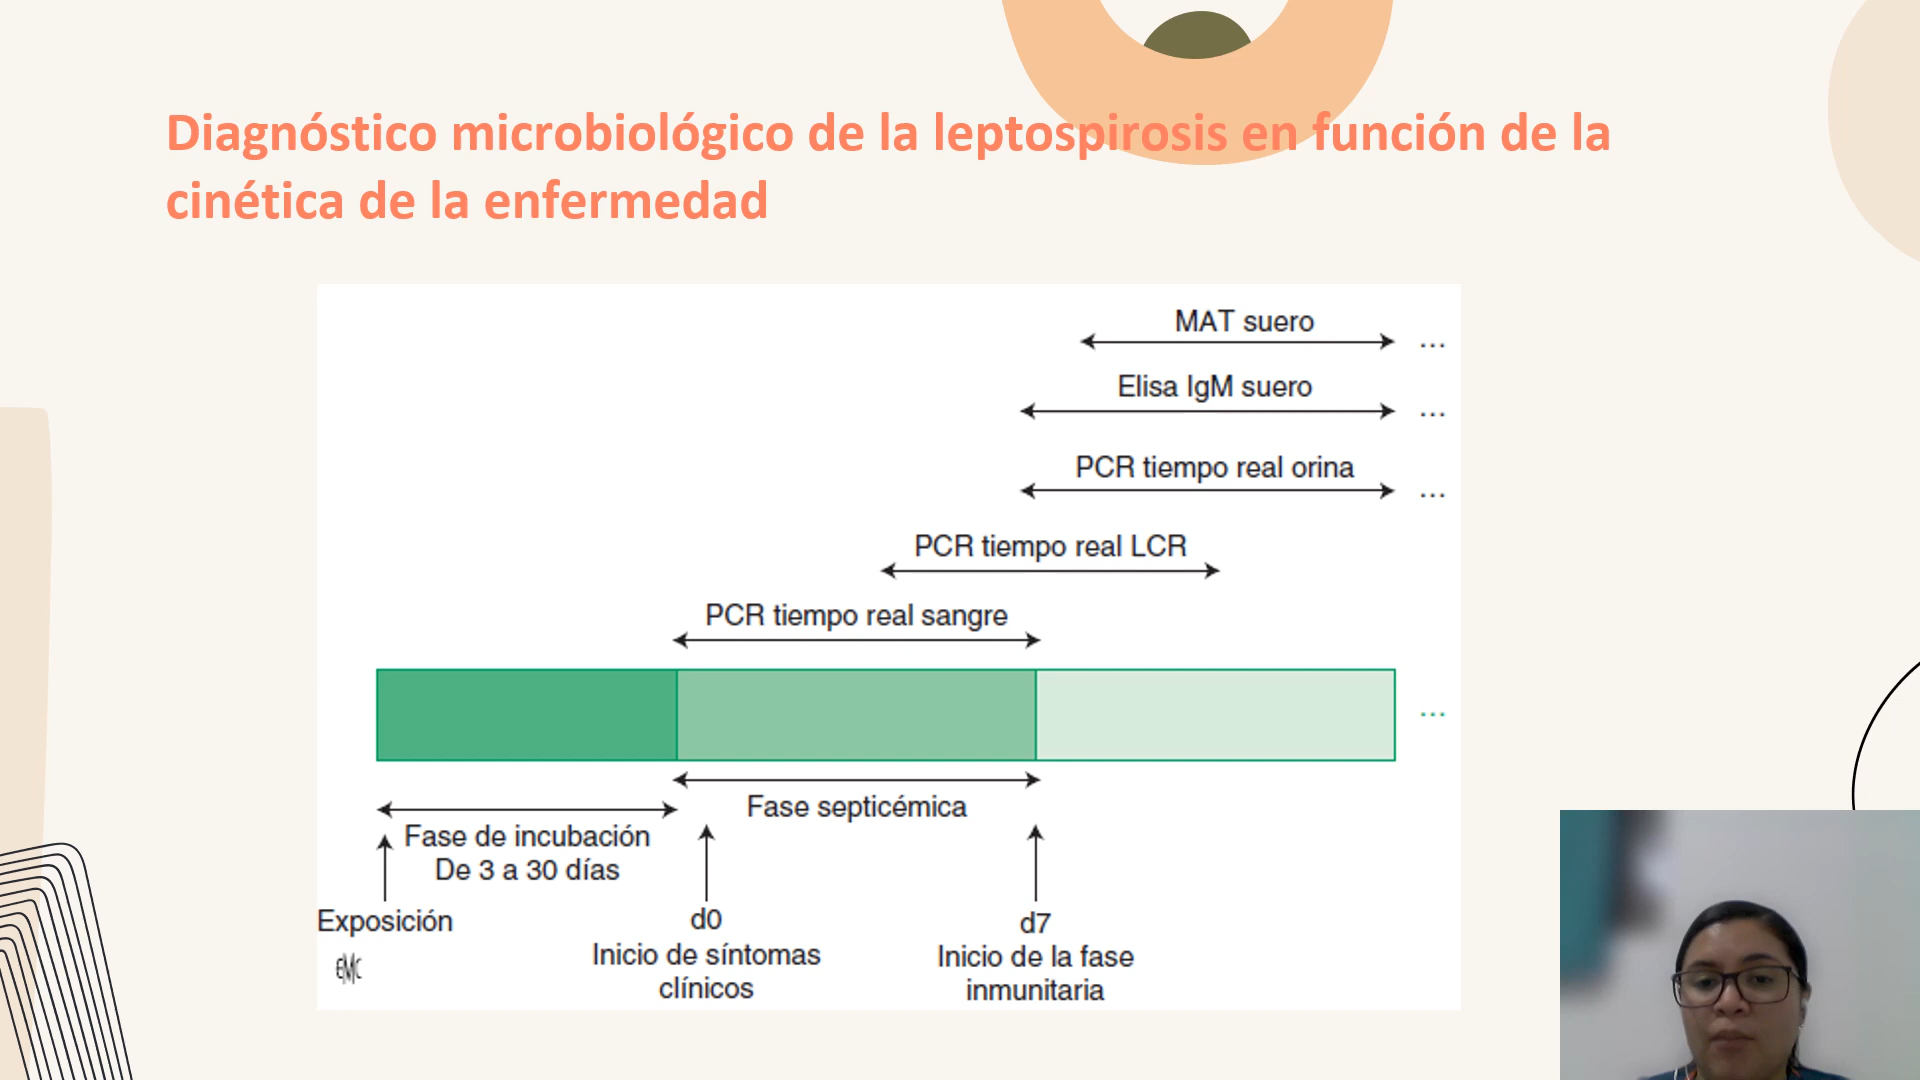 Diagnóstico microbiológico de la leptospirosis en función de la
cinética de la enfermedad
MAT suero
...
Elisa IgM suero
...
PCR tiempo real orina
...
PCR tiempo real LCR
PCR tiempo real sangre
...
Fase septicémica
Fase de incubación
De 3 a 30 días
Exposición
d0
Inicio de síntomas
clínicos
d7
Inicio de la fase
inmunitaria
EMC